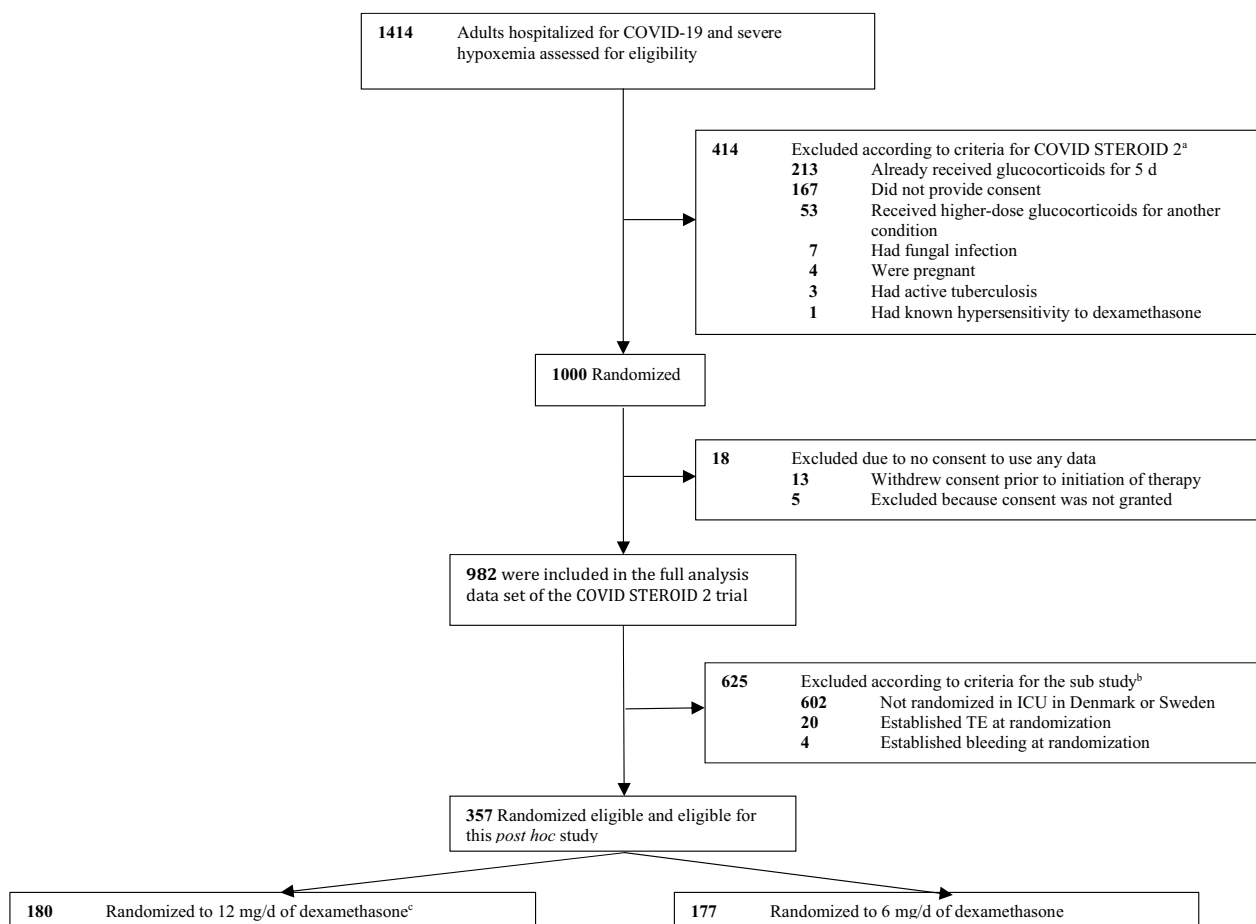 1414 Adults hospitalized for COVID-19 and severe
hypoxemia assessed for eligibility
414 Excluded according to criteria for COVID STEROID 2a
213 Already received glucocorticoids for 5 d
167 Did not provide consent
53 Received higher-dose glucocorticoids for another
condition
7 Had fungal infection
4 Were pregnant
3 Had active tuberculosis
1 Had known hypersensitivity to dexamethasone
1000 Randomized
18 Excluded due to no consent to use any data
13 Withdrew consent prior to initiation of therapy
5 Excluded because consent was not granted
982 were included in the full analysis
data set of the COVID STEROID 2 trial
625 Excluded according to criteria for the sub studyb
602 Not randomized in ICU in Denmark or Sweden
20 Established TE at randomization
4 Established bleeding at randomization
357 Randomized eligible and eligible for
this post hoc study
180 Randomized to 12 mg/d of dexamethasonec
177 Randomized to 6 mg/d of dexamethasone